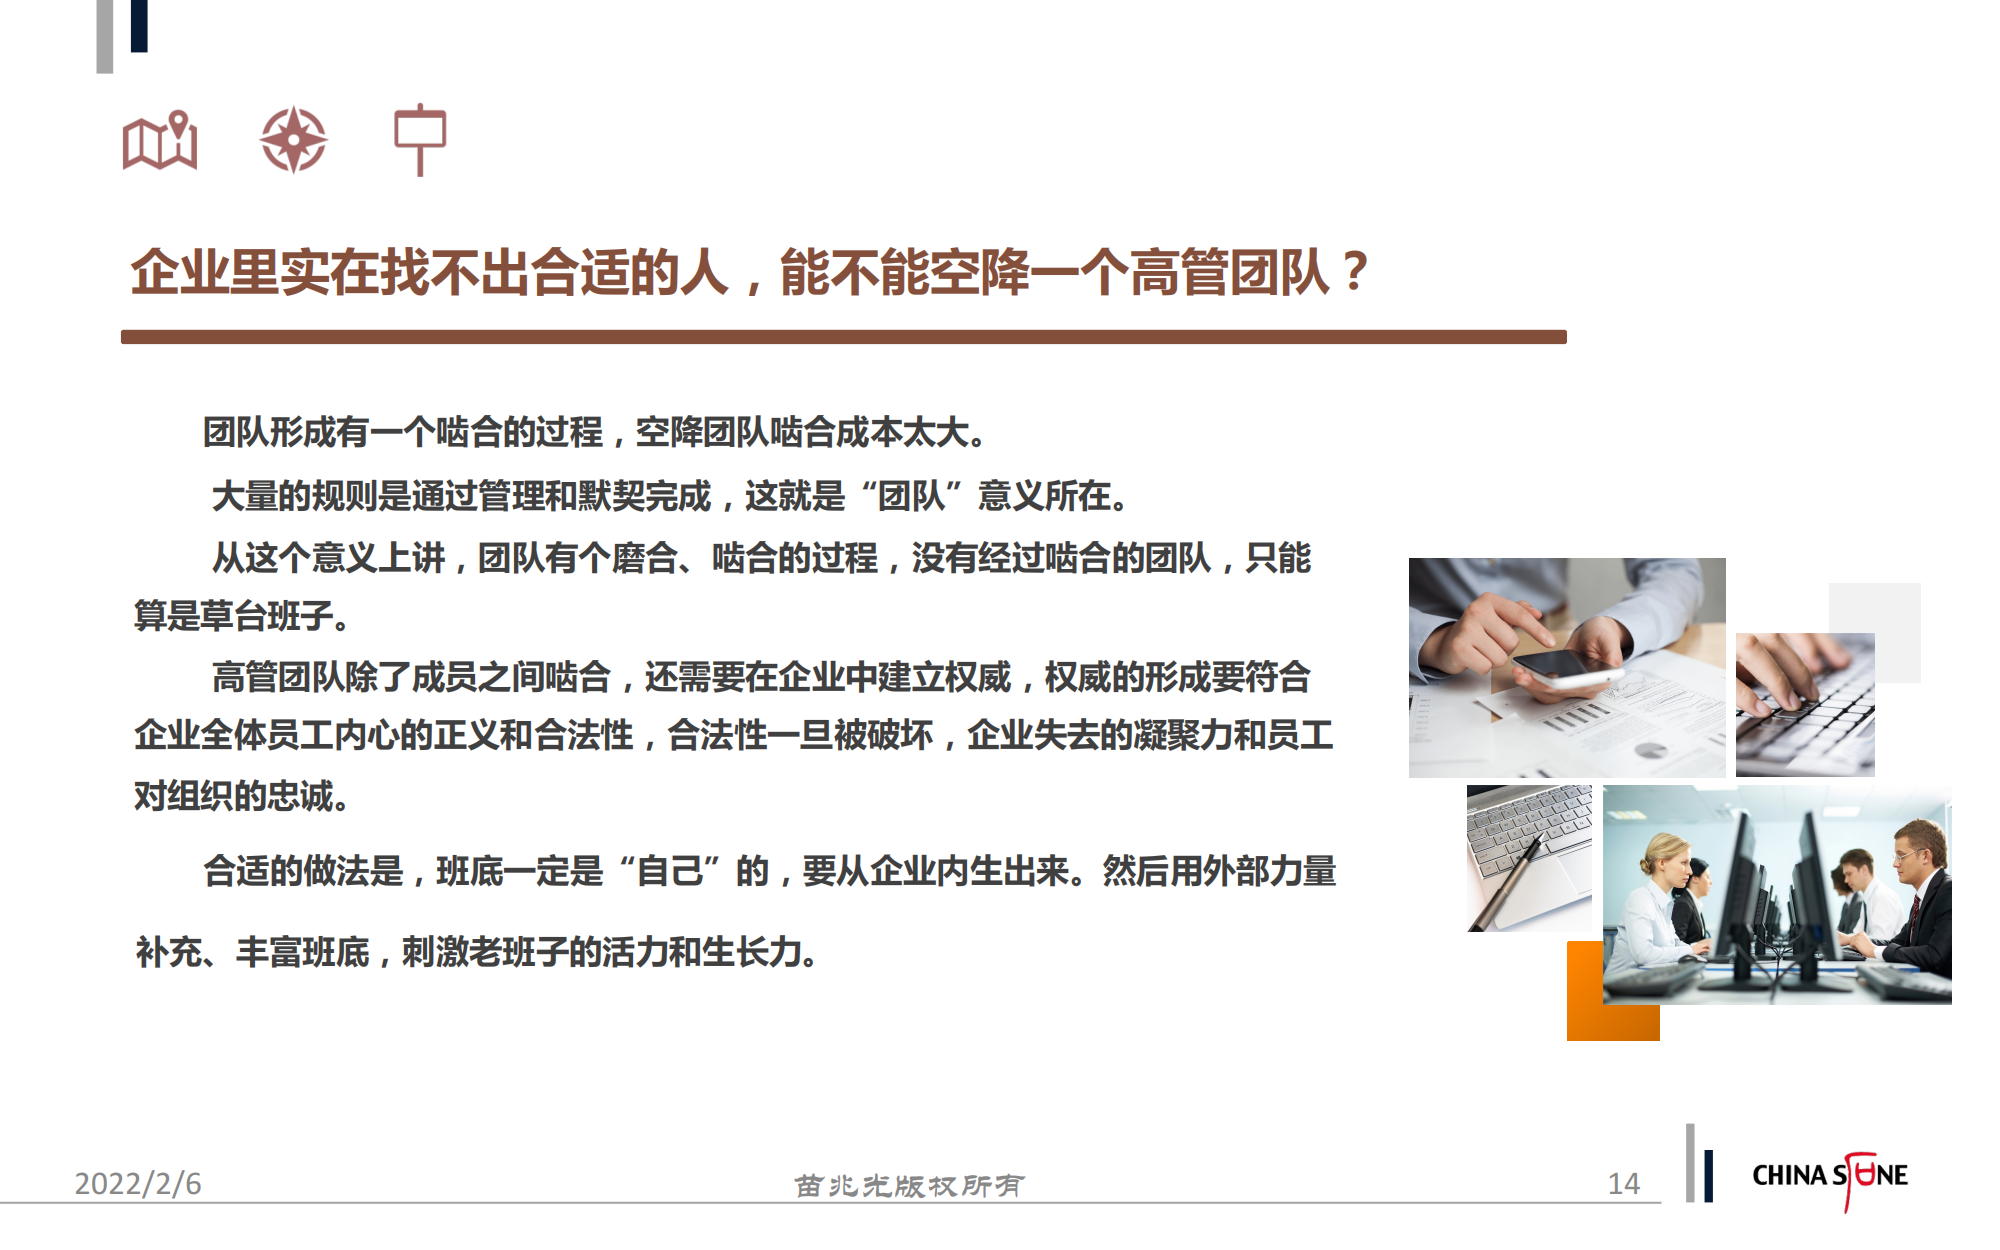 企业里实在找不出合适的人，能不能空降一个高管团队？
团队形成有一个啮合的过程，空降团队啮合成本太大。
大量的规则是通过管理和默契完成，这就是“团队”意义所在。
从这个意义上讲，团队有个磨合、啮合的过程，没有经过啮合的团队，只能
算是草台班子。
高管团队除了成员之间啮合，还需要在企业中建立权威，权威的形成要符合
企业全体员工内心的正义和合法性，合法性一旦被破坏，企业失去的凝聚力和员工
对组织的忠诚。
合适的做法是，班底一定是“自己”的，要从企业内生出来。然后用外部力量
补充、丰富班底，刺激老班子的活力和生长力。
2022/2/6
苗兆光版权所有
14
CHINA STONE